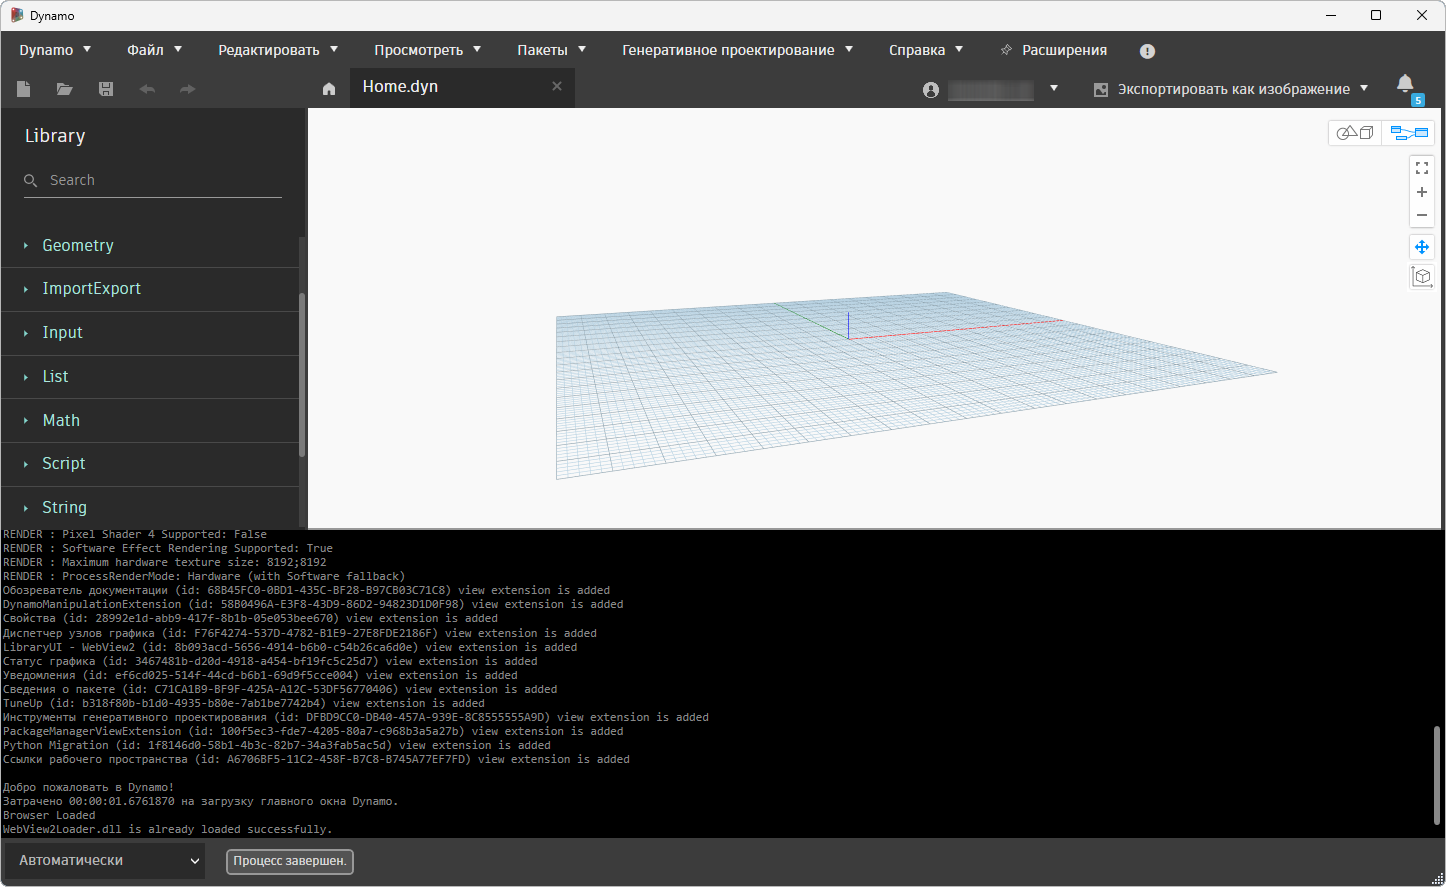 Dynamo
Dynamo Файл Редактировать Просмотреть Пакеты Генеративное проектирование Справка Расширения
Home.dyn Экспортировать как изображение 5
Library
Search
Geometry
ImportExport
Input
List
Math
Script
String
RENDER : Pixel Shader 4 Supported: False
RENDER : Software Effect Rendering Supported: True
RENDER : Maximum hardware texture size: 8192;8192
RENDER : ProcessRenderMode: Hardware (with Software fallback)
Обозреватель документации (id: 68B45FC0-0BD1-435C-BF28-B97CB03C71C8) view extension is added
DynamoManipulationExtension (id: 58B0496A-E3F8-43D9-86D2-94823D1D0F98) view extension is added
Свойства (id: 28992e1d-abb9-417f-8b1b-05e053bee670) view extension is added
Диспетчер узлов графика (id: F76F4274-537D-4782-B1E9-27E8FDE2186F) view extension is added
LibraryUI - WebView2 (id: 8b093acd-5656-4914-b6b0-c54b26ca6d0e) view extension is added
Статус графика (id: 3467481b-d20d-4918-a454-bf19fc5c25d7) view extension is added
Уведомления (id: ef6cd025-514f-44cd-b6b1-69d9f5cce004) view extension is added
Сведения о пакете (id: C71CA1B9-BF9F-425A-A12C-53DF56770406) view extension is added
TuneUp (id: b318f80b-b1d0-4935-b80e-7ab1be7742b4) view extension is added
Инструменты генеративного проектирования (id: DFBD9CC0-DB40-457A-939E-8C8555555A9D) view extension is added
PackageManagerViewExtension (id: 100f5ec3-fde7-4205-80a7-c968b3a5a27b) view extension is added
Python Migration (id: 1f8146d0-58b1-4b3c-82b7-34a3fab5ac5d) view extension is added
Ссылки рабочего пространства (id: A6706BF5-11C2-458F-B7C8-B745A77EF7FD) view extension is added
Добро пожаловать в Dynamo!
Затрачено 00:00:01.6761870 на загрузку главного окна Dynamo.
Browser Loaded
WebView2Loader.dll is already loaded successfully.
Автоматически Процесс завершен.